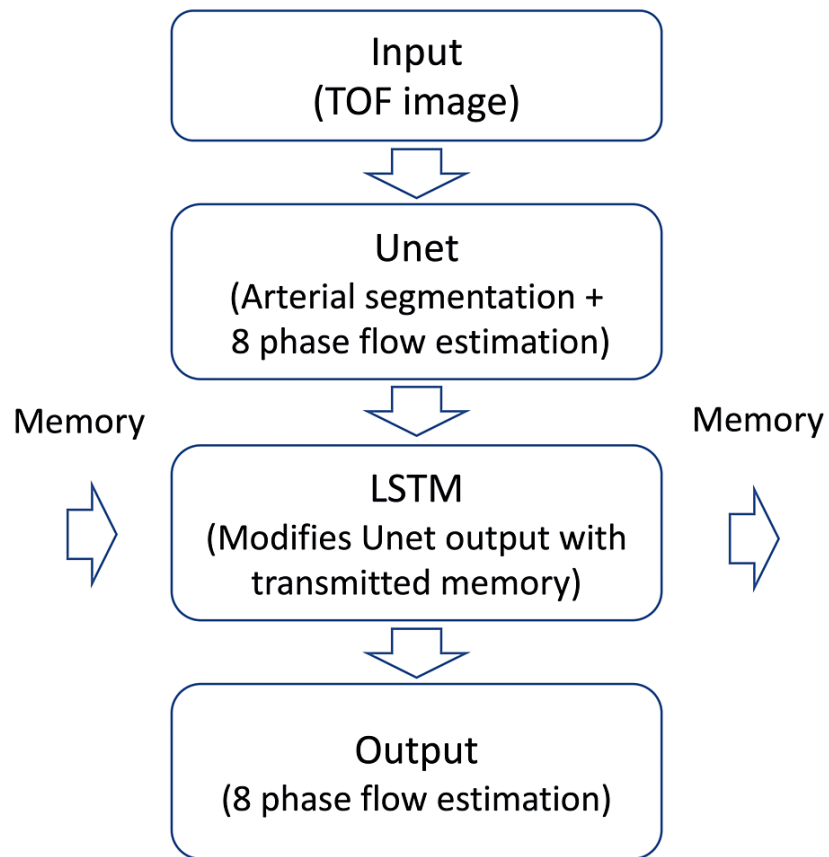 Input
(TOF image)
Unet
(Arterial segmentation +
8 phase flow estimation)
Memory
Memory
LSTM
(Modifies Unet output with
transmitted memory)
Output
(8 phase flow estimation)